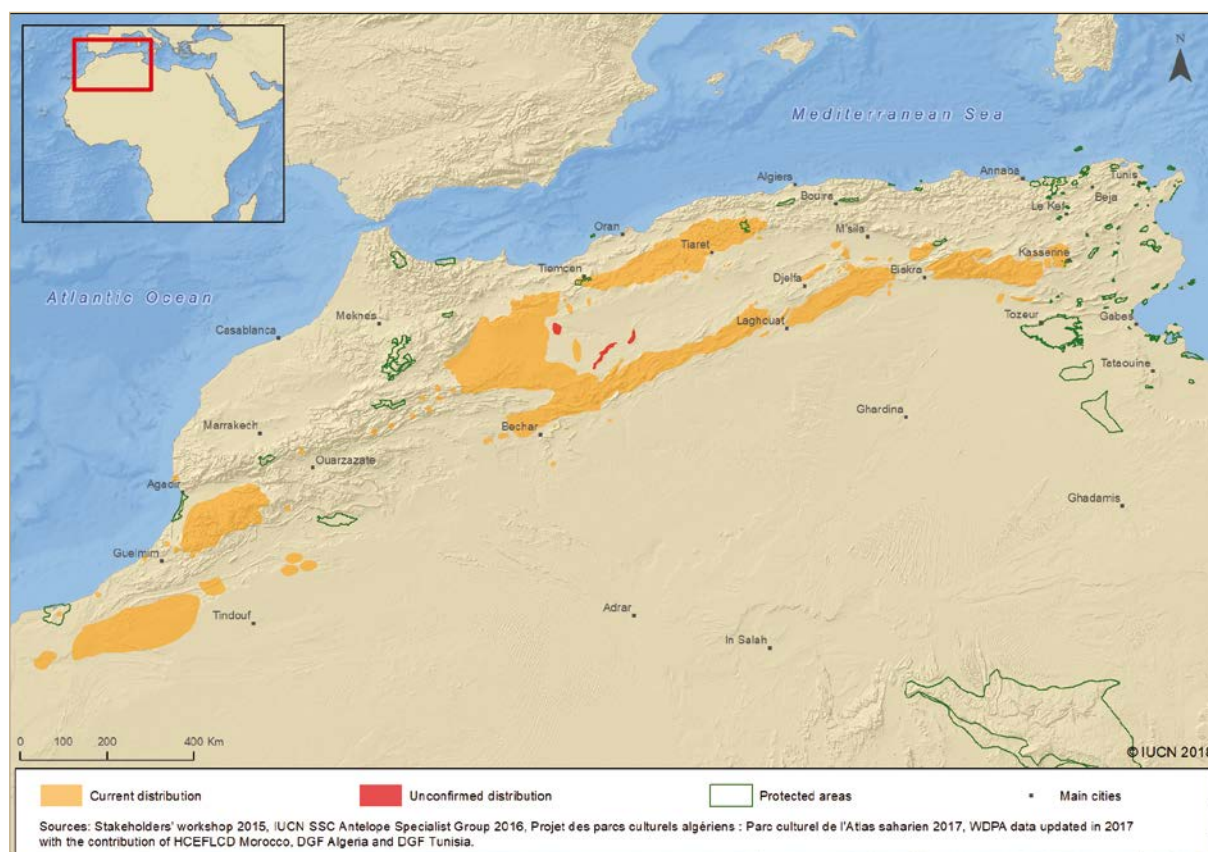 N
Mediterranean Sea
Annaba
Tunis
Algiers
Bouira
Beja
Le Kef
Oran
M'sila
Tiaret
Kasserine
Tlemcen
Djelfa
Biskra
Atlantic Ocean
Meknes
Casablanca
Laghouat
Tozeur
Gabes
Tataouine
Ghardina
Marrakech
Bechar
Ouarzazate
Agadir
Ghadamis
Guelmim
Tindouf
Adrar
In Salah
0 100 200 400 Km
© IUCN 2018
Current distribution
Unconfirmed distribution
Protected areas
Main cities
Sources: Stakeholders' workshop 2015, IUCN SSC Antelope Specialist Group 2016, Projet des parcs culturels algériens : Parc culturel de l'Atlas saharien 2017, WDPA data updated in 2017
with the contribution of HCEFLCD Morocco, DGF Algeria and DGF Tunisia.